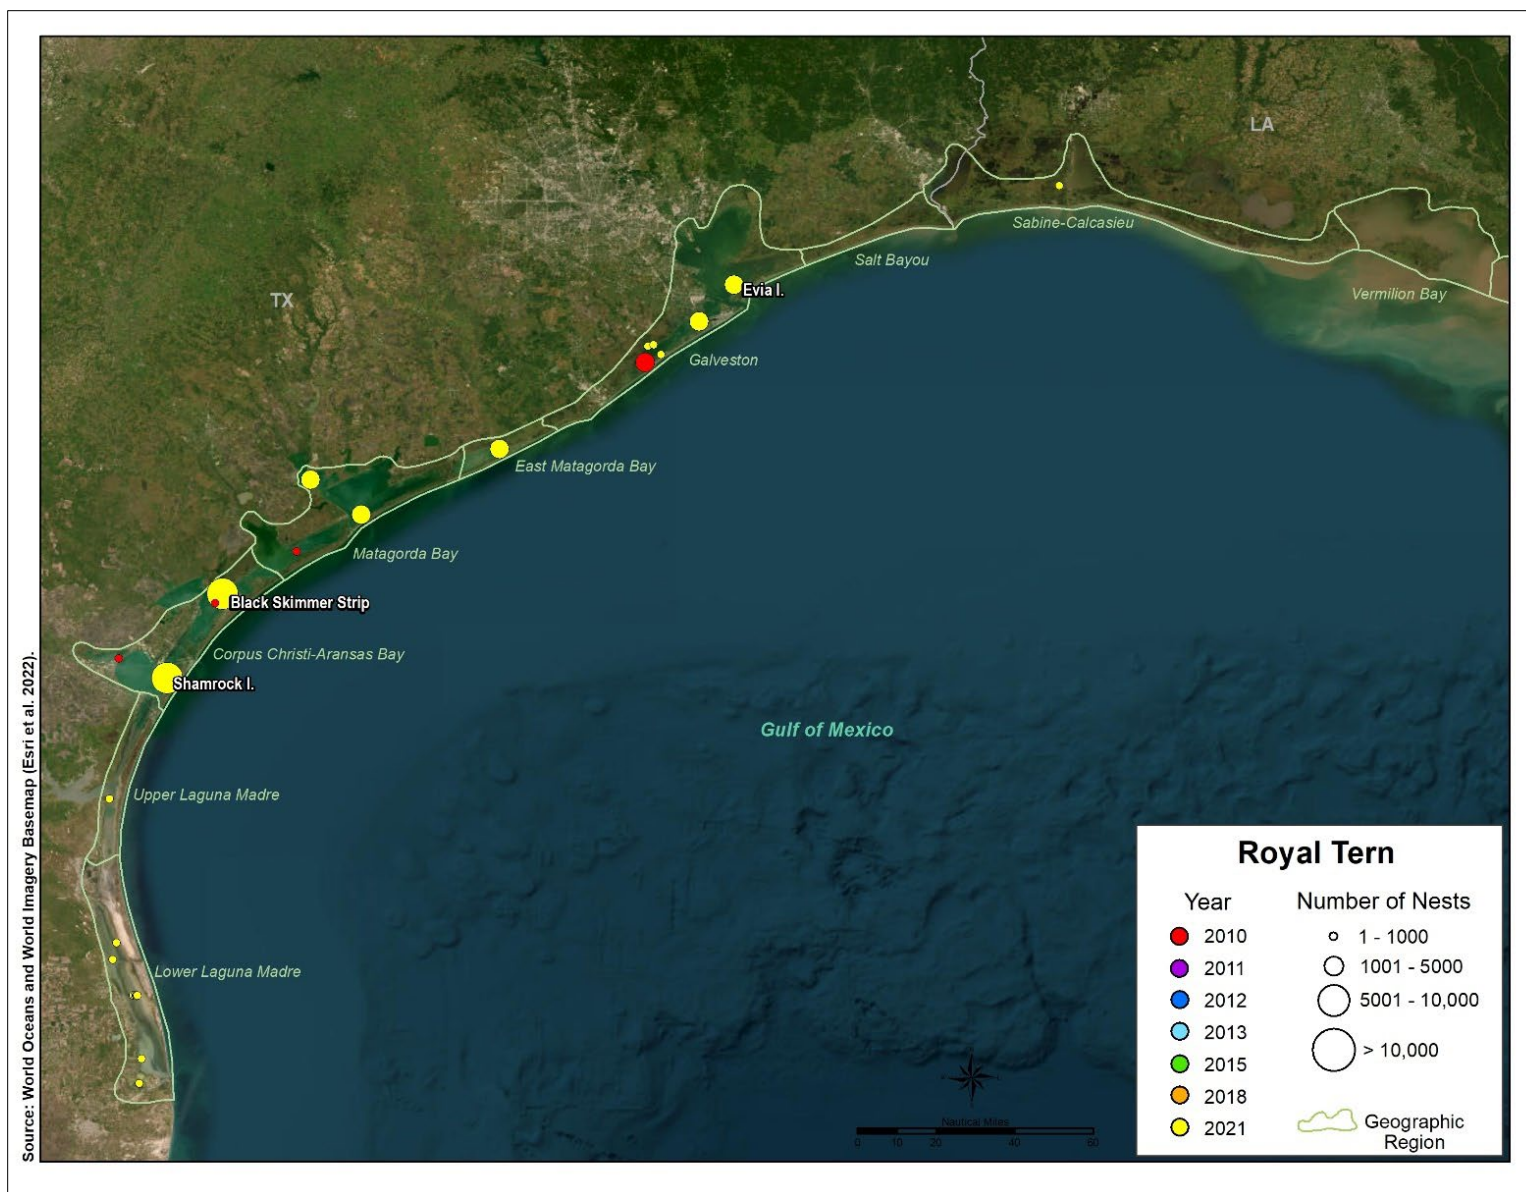 LA
TX
Sabine-Calcasieu
Salt Bayou
Vermilion Bay
Evia I.
Galveston
East Matagorda Bay
Matagorda Bay
Black Skimmer Strip
Corpus Christi-Aransas Bay
Shamrock I.
Gulf of Mexico
Upper Laguna Madre
Lower Laguna Madre
Source: World Oceans and World Imagery Basemap (Esri et al. 2022).
Nautical Miles
0 10 20 40 60
Royal Tern
Year
2010
2011
2012
2013
2015
2018
2021
Number of Nests
1 - 1000
1001 - 5000
5001 - 10,000
> 10,000
Geographic
Region